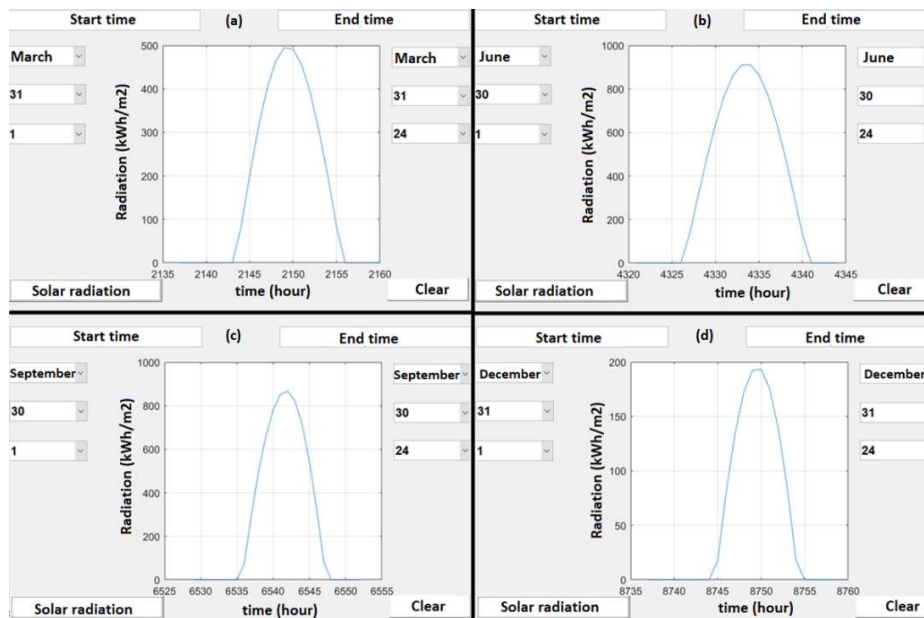 Start time (a) End time
March
31
1
Radiation (kWh/m2)
500
400
300
200
100
0
2135 2140 2145 2150 2155 2160
time (hour)
March
31
24
Solar radiation
Clear
Start time (b) End time
June
30
1
Radiation (kWh/m2)
1000
800
600
400
200
0
4320 4325 4330 4335 4340 4345
time (hour)
June
30
24
Solar radiation
Clear
Start time (c) End time
September
30
1
Radiation (kWh/m2)
1000
800
600
400
200
0
6525 6530 6535 6540 6545 6550 6555
time (hour)
September
30
24
Solar radiation
Clear
Start time (d) End time
December
31
1
Radiation (kWh/m2)
200
150
100
50
0
8735 8740 8745 8750 8755 8760
time (hour)
December
31
24
Solar radiation
Clear